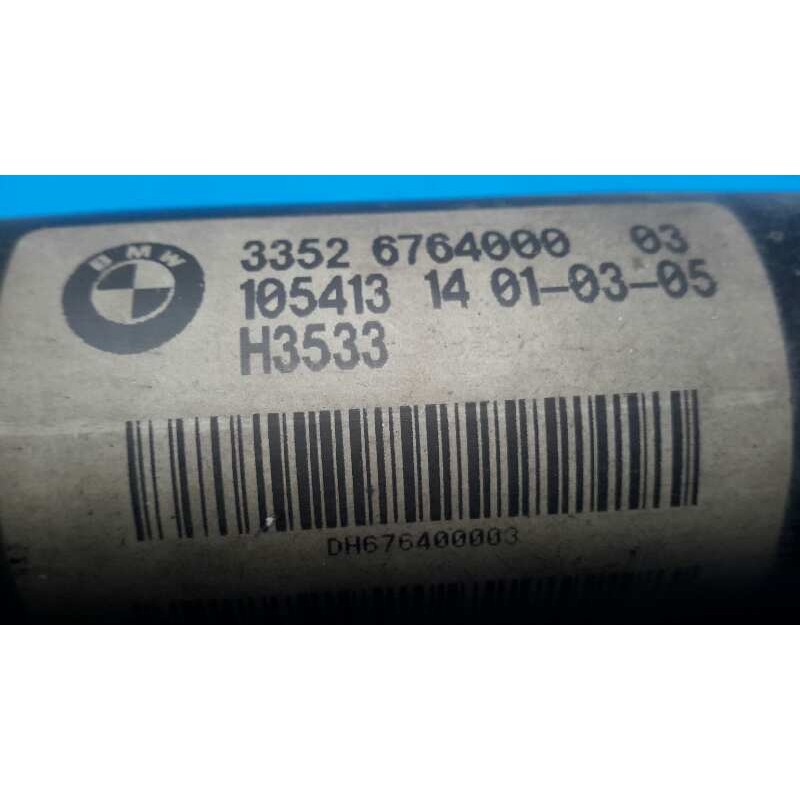 BMW
3352 6764000 03
105413 14 01-03-05
H3533
DH676400003